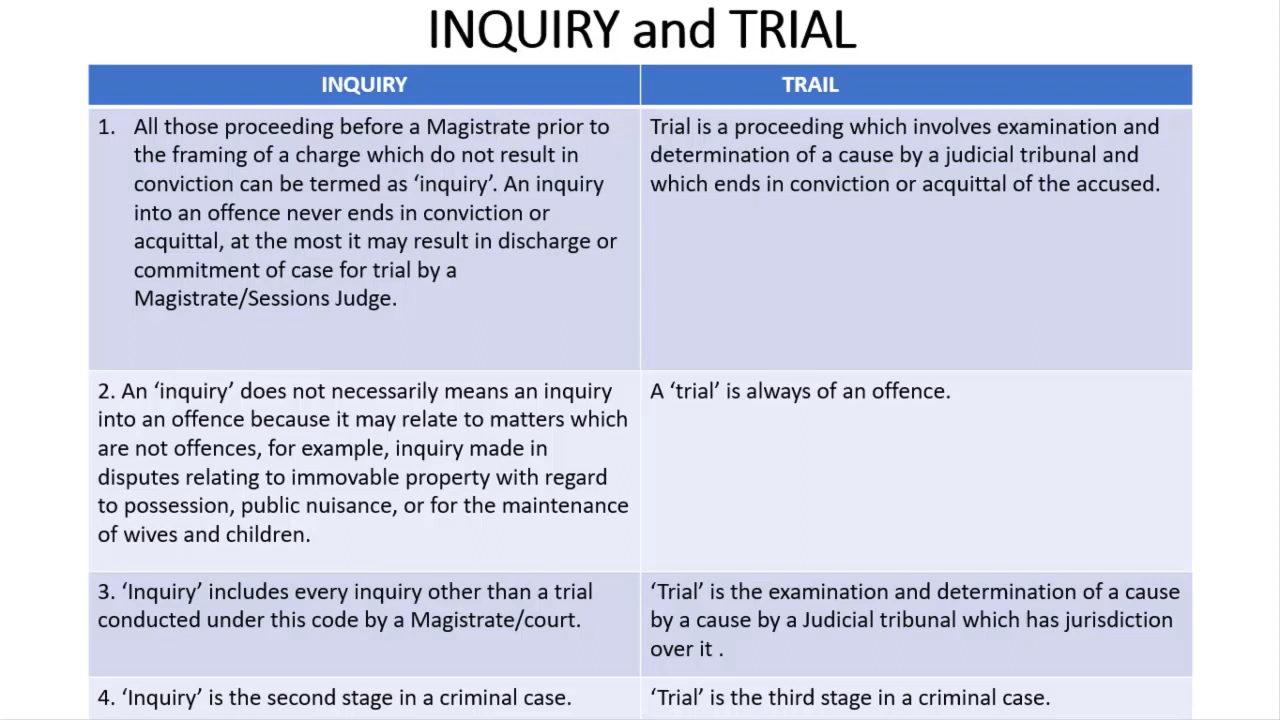 INQUIRY and TRIAL
INQUIRY
TRAIL
1. All those proceeding before a Magistrate prior to
the framing of a charge which do not result in
conviction can be termed as ‘inquiry’. An inquiry
into an offence never ends in conviction or
acquittal, at the most it may result in discharge or
commitment of case for trial by a
Magistrate/Sessions Judge.
Trial is a proceeding which involves examination and
determination of a cause by a judicial tribunal and
which ends in conviction or acquittal of the accused.
2. An ‘inquiry’ does not necessarily means an inquiry
into an offence because it may relate to matters which
are not offences, for example, inquiry made in
disputes relating to immovable property with regard
to possession, public nuisance, or for the maintenance
of wives and children.
A ‘trial’ is always of an offence.
3. ‘Inquiry’ includes every inquiry other than a trial
conducted under this code by a Magistrate/court.
‘Trial’ is the examination and determination of a cause
by a cause by a Judicial tribunal which has jurisdiction
over it .
4. ‘Inquiry’ is the second stage in a criminal case.
‘Trial’ is the third stage in a criminal case.